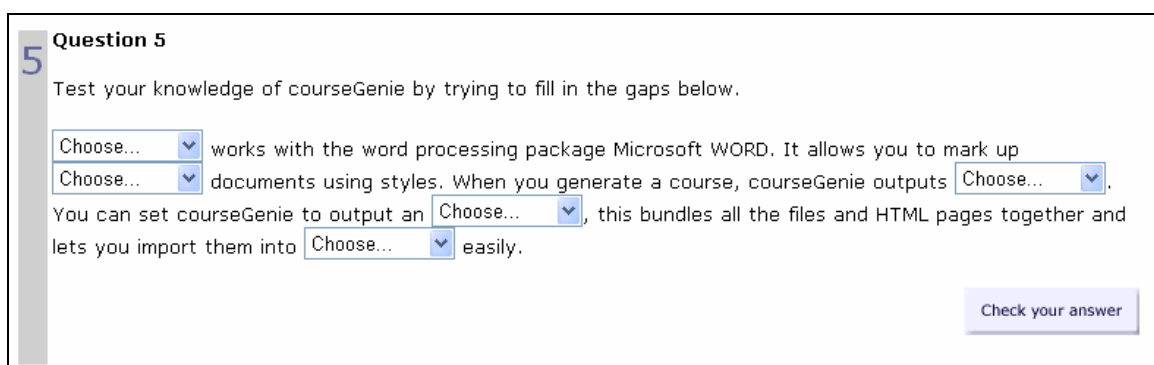 5
Question 5
Test your knowledge of courseGenie by trying to fill in the gaps below.
Choose... works with the word processing package Microsoft WORD. It allows you to mark up
Choose... documents using styles. When you generate a course, courseGenie outputs Choose... .
You can set courseGenie to output an Choose... , this bundles all the files and HTML pages together and
lets you import them into Choose... easily.
Check your answer